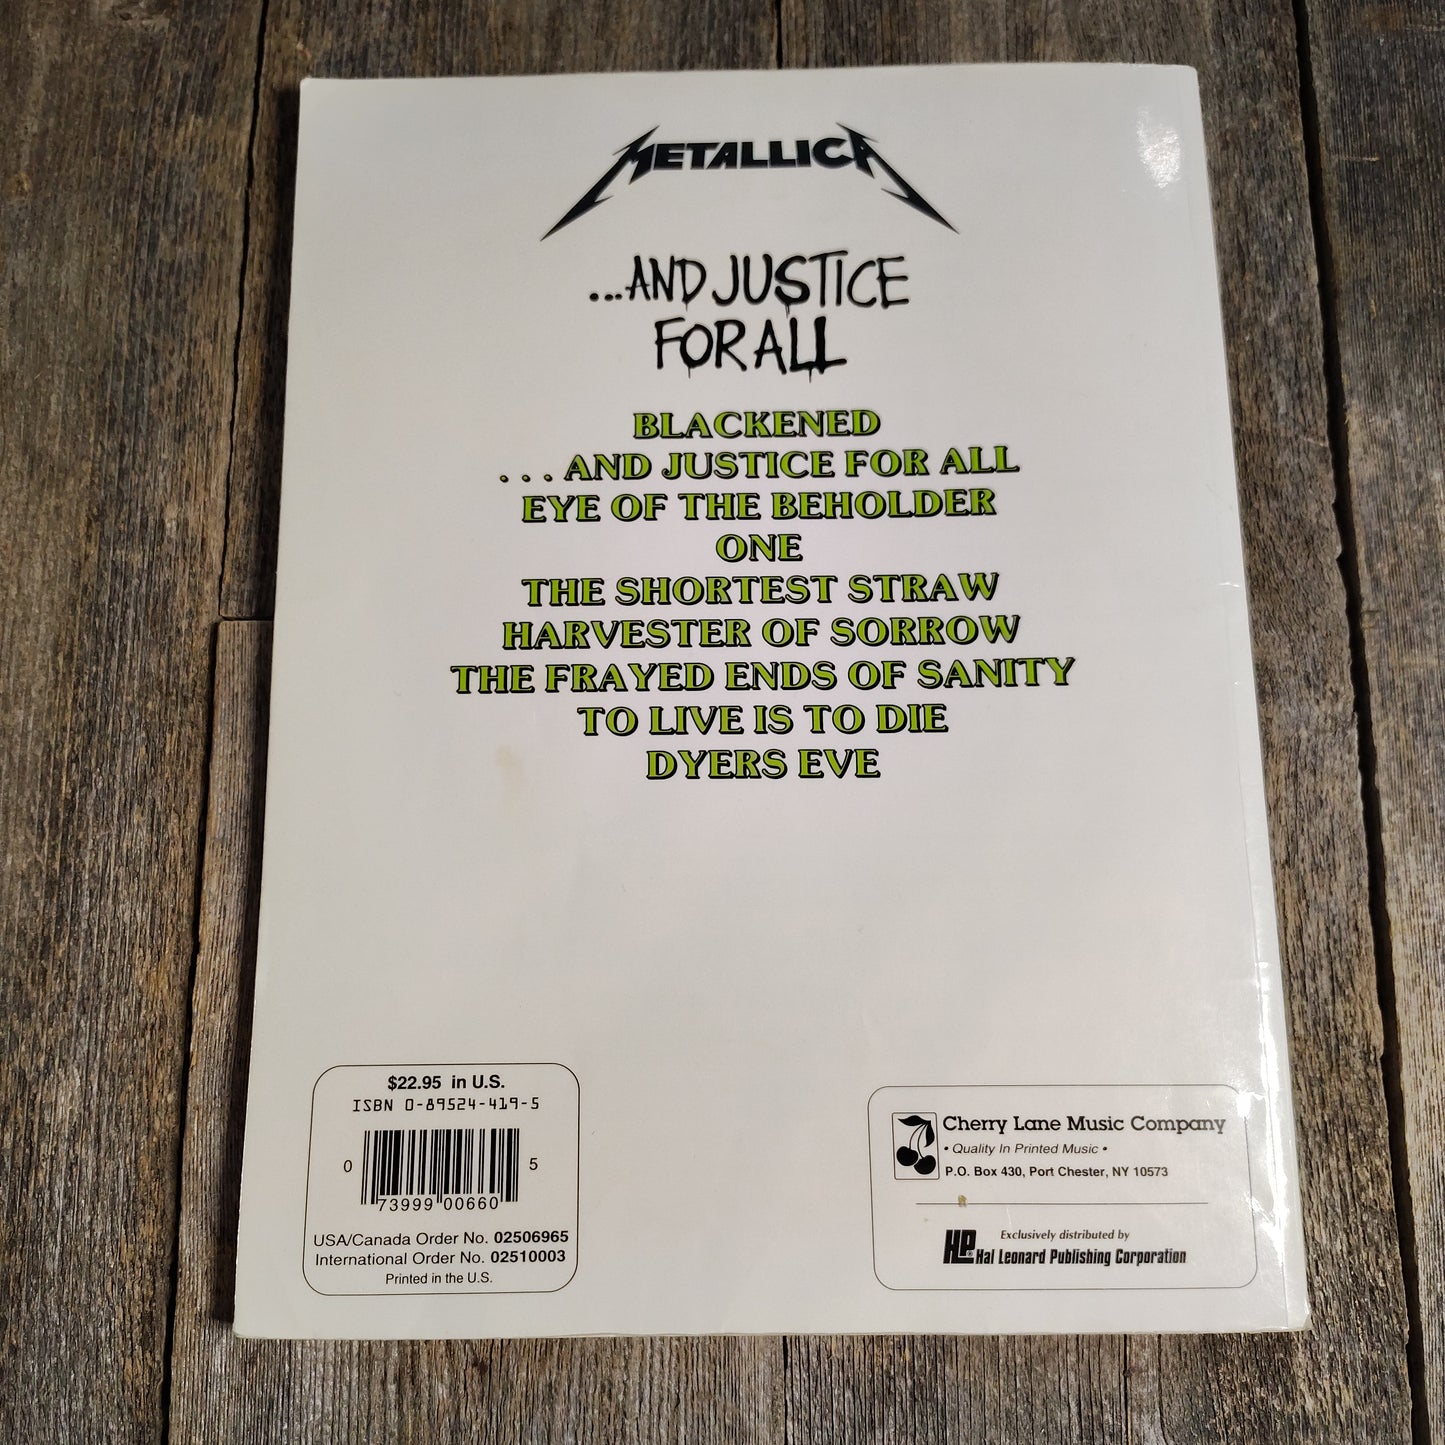 METALLICA
...AND JUSTICE
FOR ALL
BLACKENED
. . . AND JUSTICE FOR ALL
EYE OF THE BEHOLDER
ONE
THE SHORTEST STRAW
HARVESTER OF SORROW
THE FRAYED ENDS OF SANITY
TO LIVE IS TO DIE
DYERS EVE
$22.95 in U.S.
ISBN 0-89524-419-5
0 73999 00660 5
USA/Canada Order No. 02506965
International Order No. 02510003
Printed in the U.S.
Cherry Lane Music Company
• Quality In Printed Music •
P.O. Box 430, Port Chester, NY 10573
Exclusively distributed by
HL® Hal Leonard Publishing Corporation